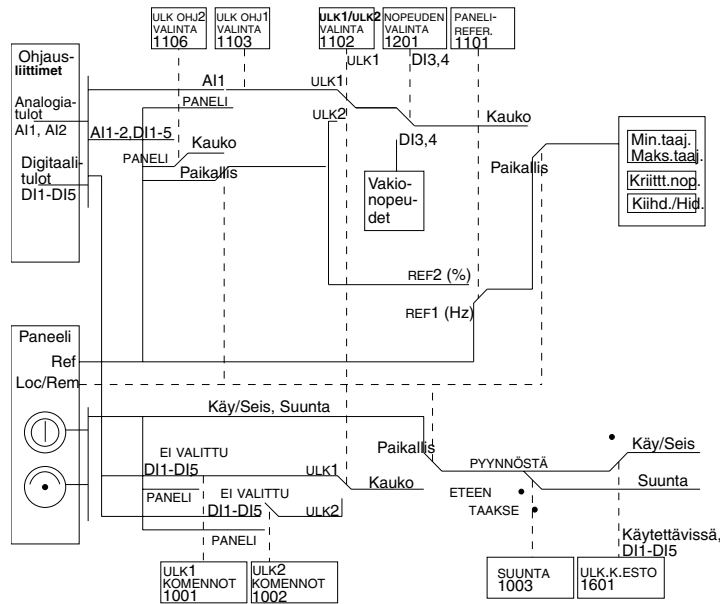 ULK OHJ2
VALINTA
1106
ULK OHJ1
VALINTA
1103
ULK1/ULK2
VALINTA
1102
NOPEUDEN
VALINTA
1201
PANELI-
REFER.
1101
Ohjaus-
liittimet
Analogia-
tulot
AI1, AI2
Digitaali-
tulot
DI1-DI5
AI1
PANELI
AI1-2,DI1-5
Kauko
PANELI
Paikallis
ULK1
ULK1
ULK2
DI3,4
Kauko
DI3,4
Vakio-
nopeu-
det
Paikallis
Min.taaj.
Maks.taaj.
Kriittt.nop.
Kiihd./Hid.
REF2 (%)
REF1 (Hz)
Paneeli
Ref
Loc/Rem
Käy/Seis, Suunta
EI VALITTU
DI1-DI5
PANELI
EI VALITTU
DI1-DI5
PANELI
ULK1
ULK2
Kauko
Paikallis
PYYNNÖSTÄ
ETEEN
TAAKSE
Käy/Seis
Suunta
Käytettävissä,
DI1-DI5
ULK1
KOMENNOT
1001
ULK2
KOMENNOT
1002
SUUNTA
1003
ULK.K.ESTO
1601